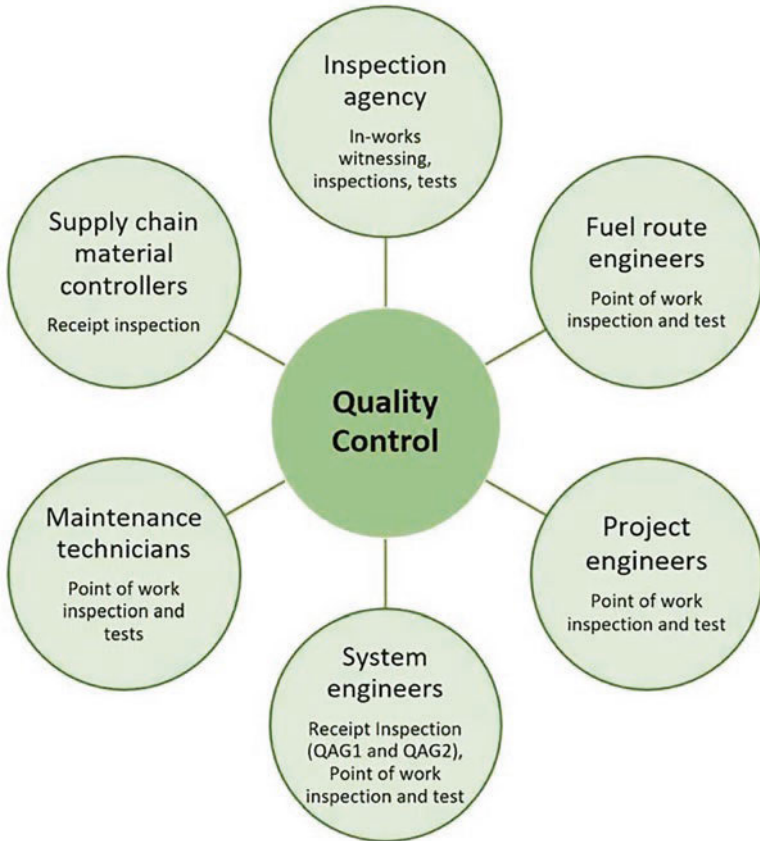 Inspection
agency
In-works
witnessing,
inspections, tests
Fuel route
engineers
Point of work
inspection and test
Project
engineers
Point of work
inspection and test
System
engineers
Receipt Inspection
(QAG1 and QAG2),
Point of work
inspection and test
Maintenance
technicians
Point of work
inspection and
tests
Supply chain
material
controllers
Receipt inspection
Quality
Control